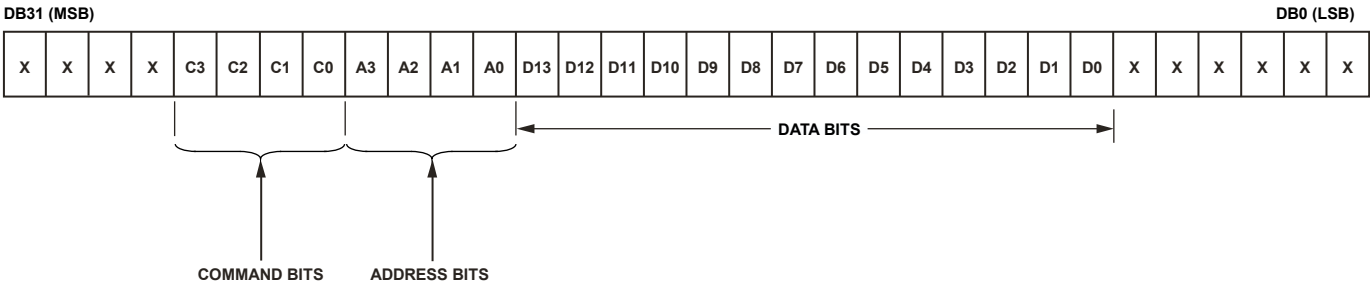 DB31 (MSB) DB0 (LSB)
X X X X C3 C2 C1 C0 A3 A2 A1 A0 D13 D12 D11 D10 D9 D8 D7 D6 D5 D4 D3 D2 D1 D0 X X X X X X
DATA BITS
COMMAND BITS ADDRESS BITS